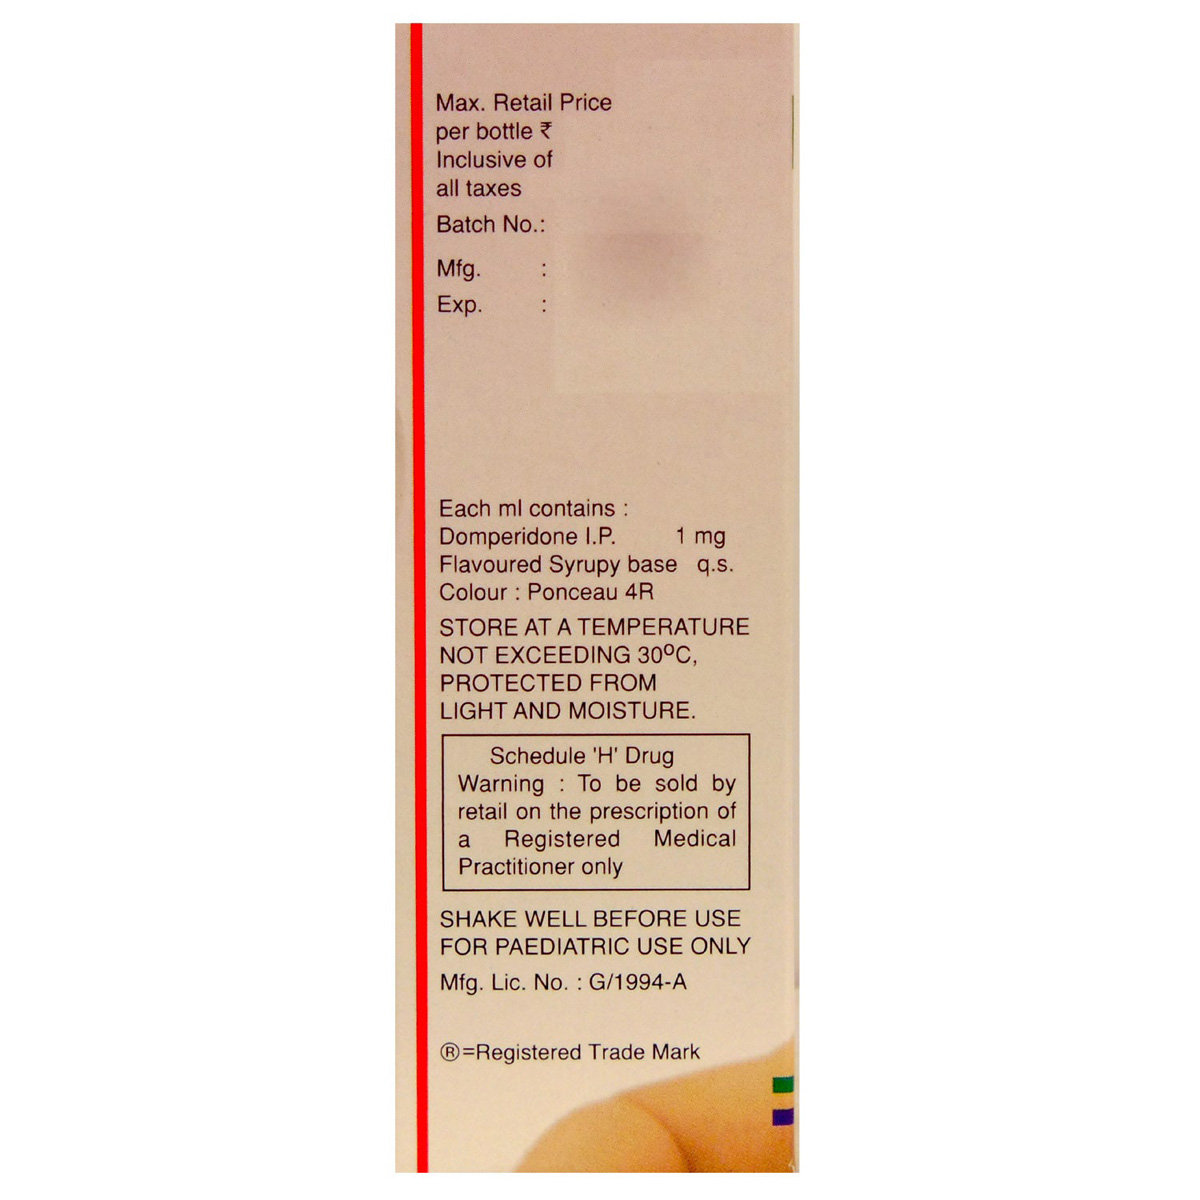 Max. Retail Price
per bottle ₹
Inclusive of
all taxes
Batch No.:
Mfg. :
Exp. :
Each ml contains :
Domperidone I.P. 1 mg
Flavoured Syrupy base q.s.
Colour : Ponceau 4R
STORE AT A TEMPERATURE
NOT EXCEEDING 30ºC,
PROTECTED FROM
LIGHT AND MOISTURE.
Schedule 'H' Drug
Warning : To be sold by
retail on the prescription of
a Registered Medical
Practitioner only
SHAKE WELL BEFORE USE
FOR PAEDIATRIC USE ONLY
Mfg. Lic. No. : G/1994-A
®=Registered Trade Mark